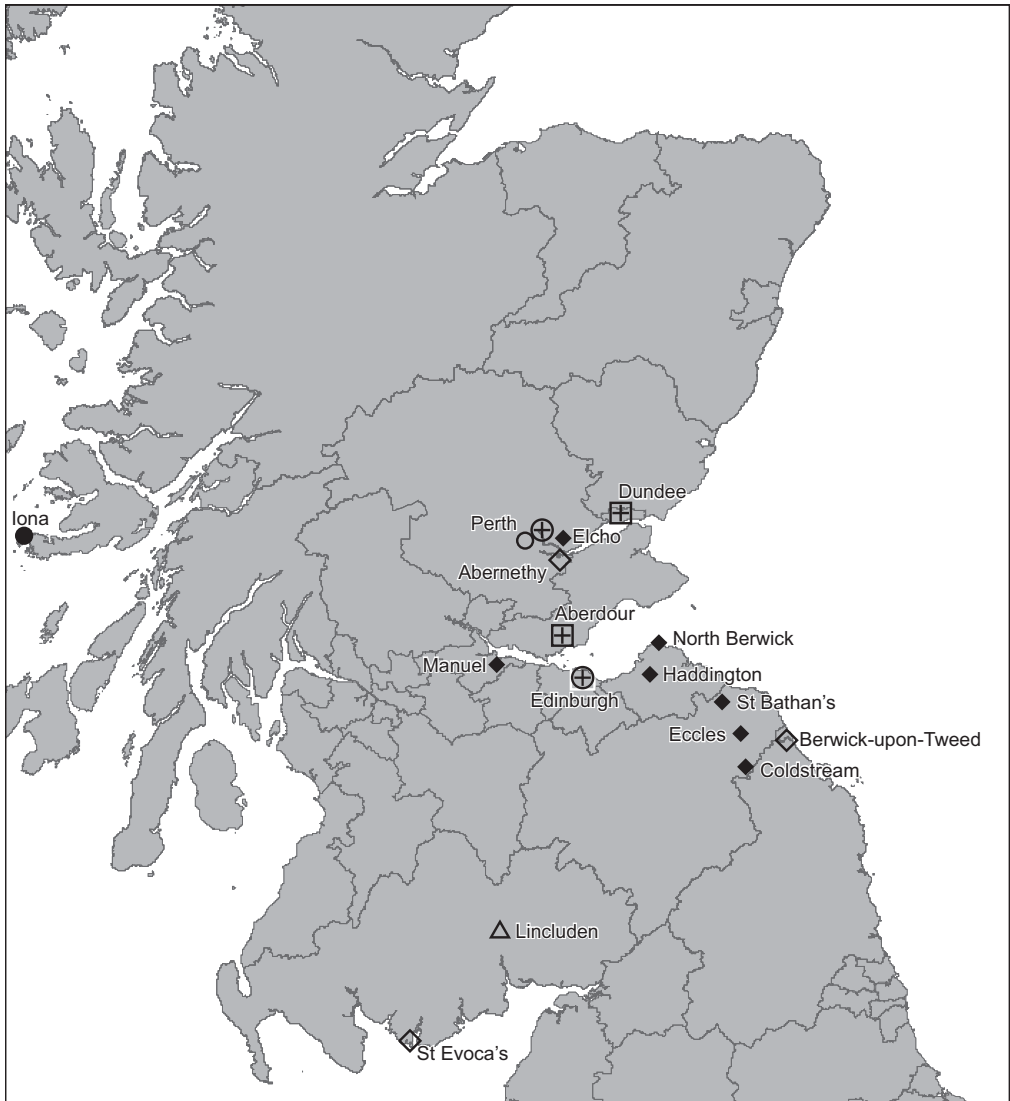 Dundee
Iona
Perth
Elcho
Abernethy
Aberdour
North Berwick
Manuel
Haddington
Edinburgh
St Bathan's
Eccles
Berwick-upon-Tweed
Coldstream
Lincluden
St Evoca's